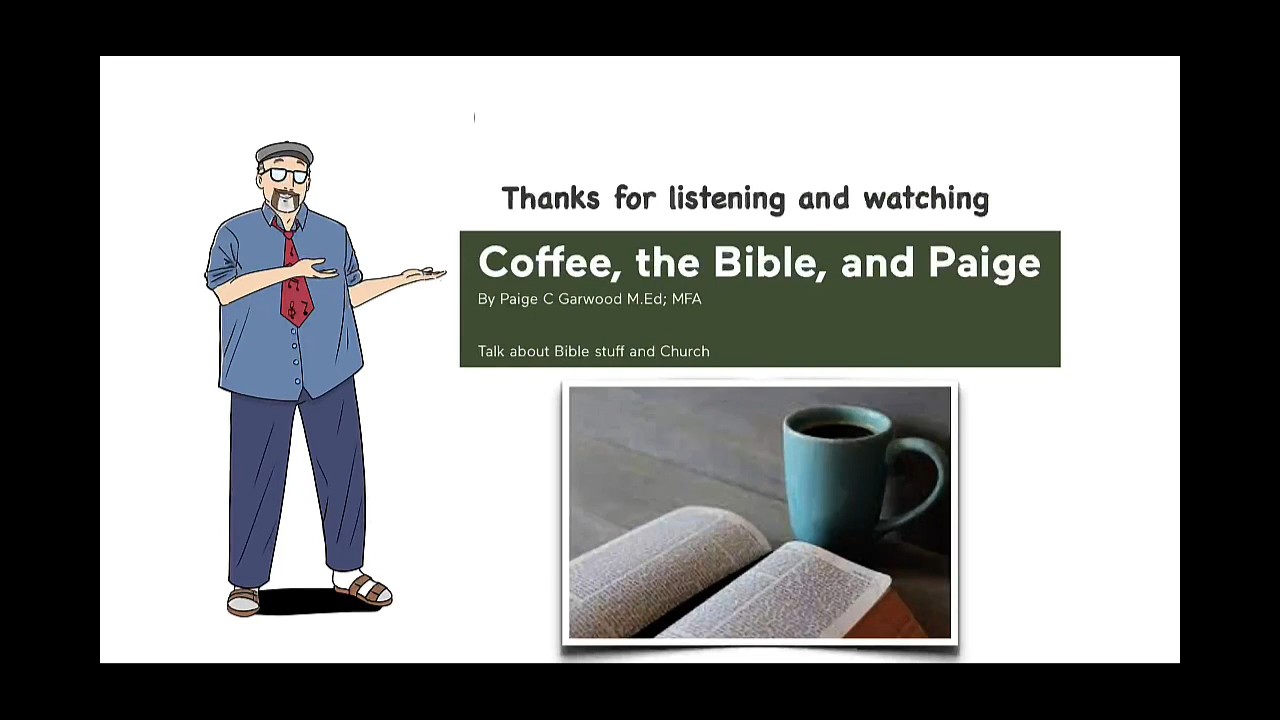 Thanks for listening and watching
Coffee, the Bible, and Paige
By Paige C Garwood M.Ed; MFA
Talk about Bible stuff and Church